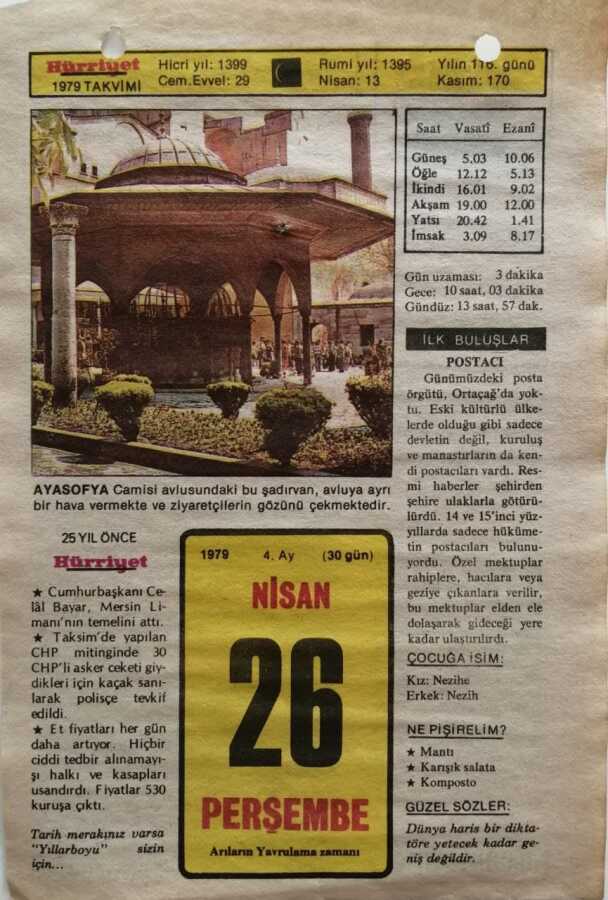 Hürriyet
1979 TAKVİMİ
Hicri yıl: 1399
Cem.Evvel: 29
Rumi yıl: 1395
Nisan: 13
Yılın 116. günü
Kasım: 170
Saat Vasatî Ezanî
Güneş 5.03 10.06
Öğle 12.12 5.13
İkindi 16.01 9.02
Akşam 19.00 12.00
Yatsı 20.42 1.41
İmsak 3.09 8.17
Gün uzaması: 3 dakika
Gece: 10 saat, 03 dakika
Gündüz: 13 saat, 57 dak.
AYASOFYA Camisi avlusundaki bu şadırvan, avluya ayrı
bir hava vermekte ve ziyaretçilerin gözünü çekmektedir.
İLK BULUŞLAR
POSTACI
Günümüzdeki posta
örgütü, Ortaçağ'da yok-
tu. Eski kültürlü ülke-
lerde olduğu gibi sadece
devletin değil, kuruluş
ve manastırların da ken-
di postacıları vardı. Res-
mi haberler şehirden
şehire ulaklarla götürü-
lürdü. 14 ve 15'inci yüz-
yıllarda sadece hüküme-
tin postacıları bulunu-
yordu. Özel mektuplar
rahiplere, hacılara veya
geziye çıkanlara verilir,
bu mektuplar elden ele
dolaşarak gideceği yere
kadar ulaştırılırdı.
ÇOCUĞA İSİM:
Kız: Nezihe
Erkek: Nezih
NE PİŞİRELİM?
★ Mantı
★ Karışık salata
★ Komposto
GÜZEL SÖZLER:
Dünya haris bir dikta-
töre yetecek kadar ge-
niş değildir.
25 YIL ÖNCE
Hürriyet
★ Cumhurbaşkanı Ce-
lâl Bayar, Mersin Li-
manı'nın temelini attı.
★ Taksim'de yapılan
CHP mitinginde 30
CHP'li asker ceketi giy-
dikleri için kaçak sanı-
larak polisçe tevkif
edildi.
★ Et fiyatları her gün
daha artıyor. Hiçbir
ciddi tedbir alınamayı-
şı halkı ve kasapları
usandırdı. Fiyatlar 530
kuruşa çıktı.
Tarih merakınız varsa
"Yıllarboyu" sizin
için...
1979 4. Ay (30 gün)
NİSAN
26
PERŞEMBE
Arıların Yavrulama zamanı